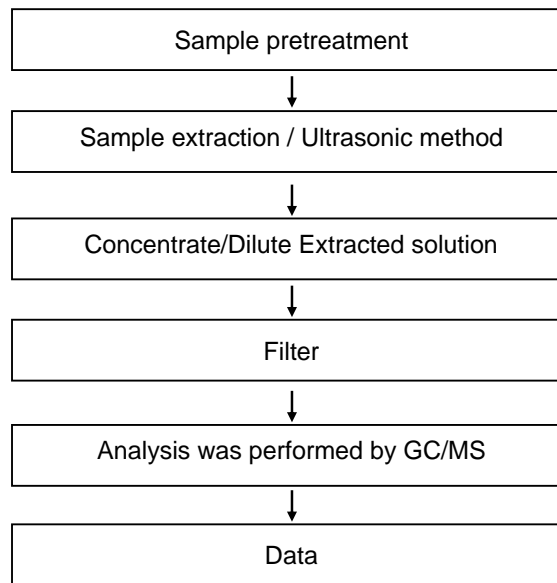 Sample pretreatment
Sample extraction / Ultrasonic method
Concentrate/Dilute Extracted solution
Filter
Analysis was performed by GC/MS
Data